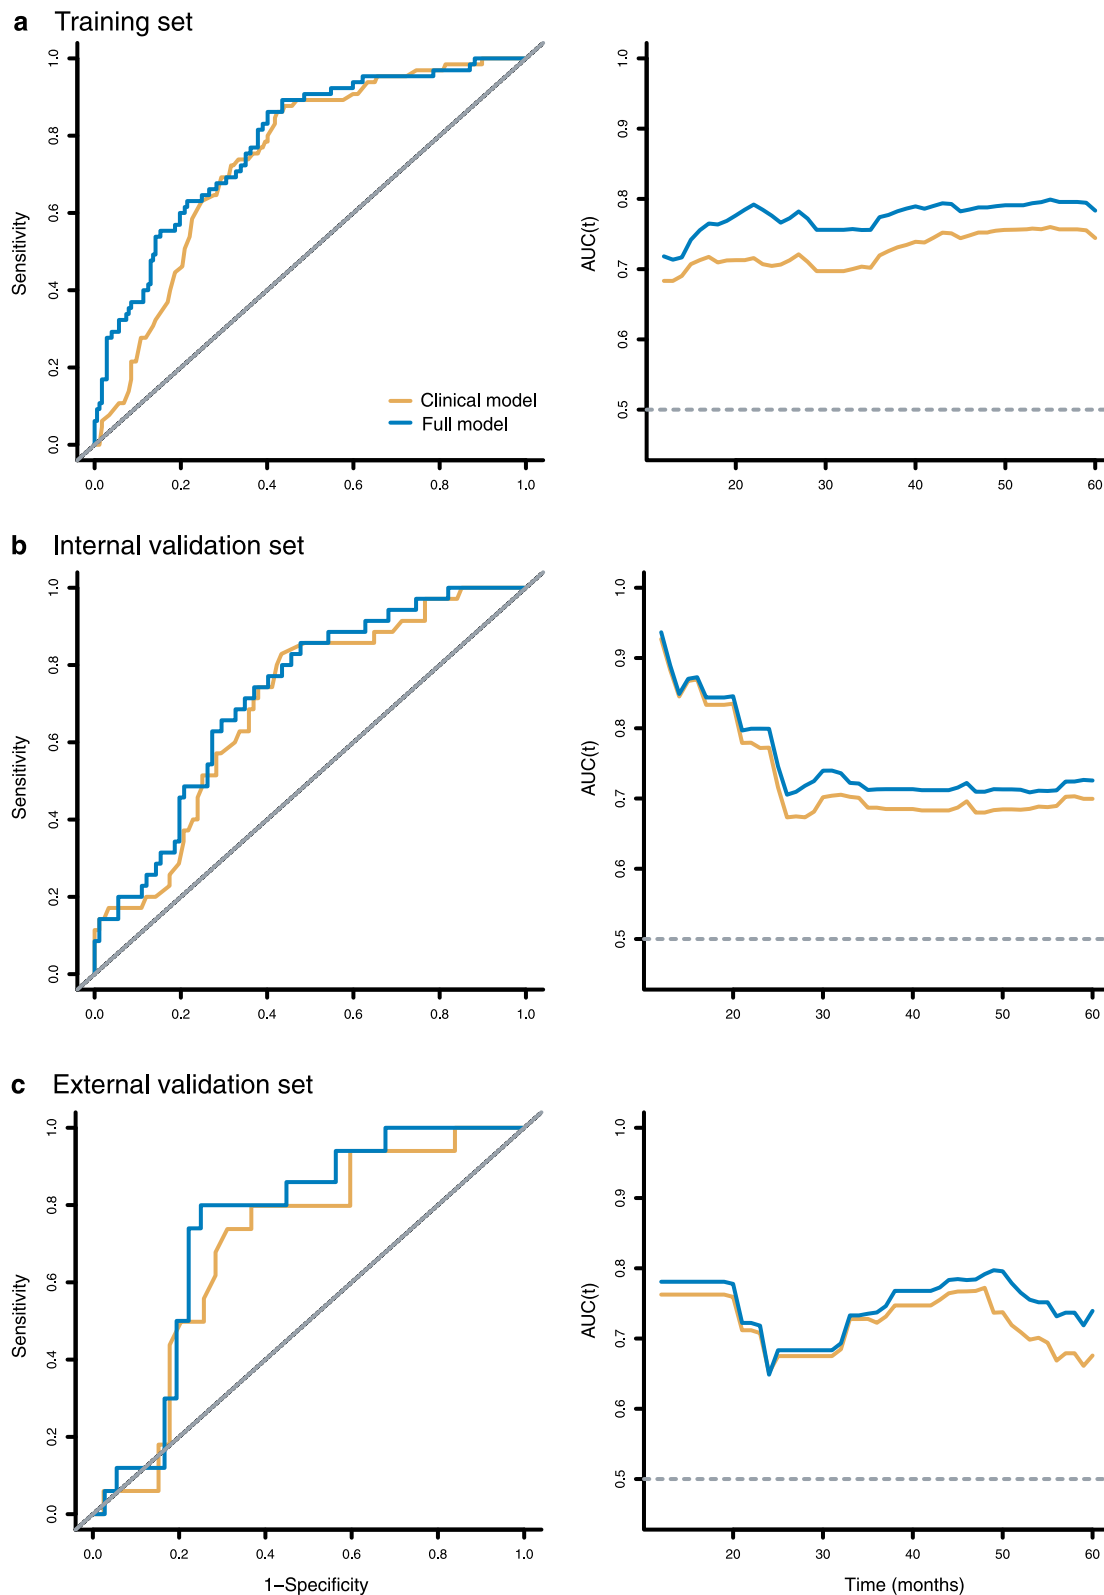 a Training set
1.0
0.8
0.6
0.4
0.2
0.0
Sensitivity
0.0 0.2 0.4 0.6 0.8 1.0
Clinical model
Full model
1.0
0.9
0.8
0.7
0.6
0.5
AUC(t)
20 30 40 50 60
b Internal validation set
1.0
0.8
0.6
0.4
0.2
0.0
Sensitivity
0.0 0.2 0.4 0.6 0.8 1.0
1.0
0.9
0.8
0.7
0.6
0.5
AUC(t)
20 30 40 50 60
c External validation set
1.0
0.8
0.6
0.4
0.2
0.0
Sensitivity
0.0 0.2 0.4 0.6 0.8 1.0
1–Specificity
1.0
0.9
0.8
0.7
0.6
0.5
AUC(t)
20 30 40 50 60
Time (months)